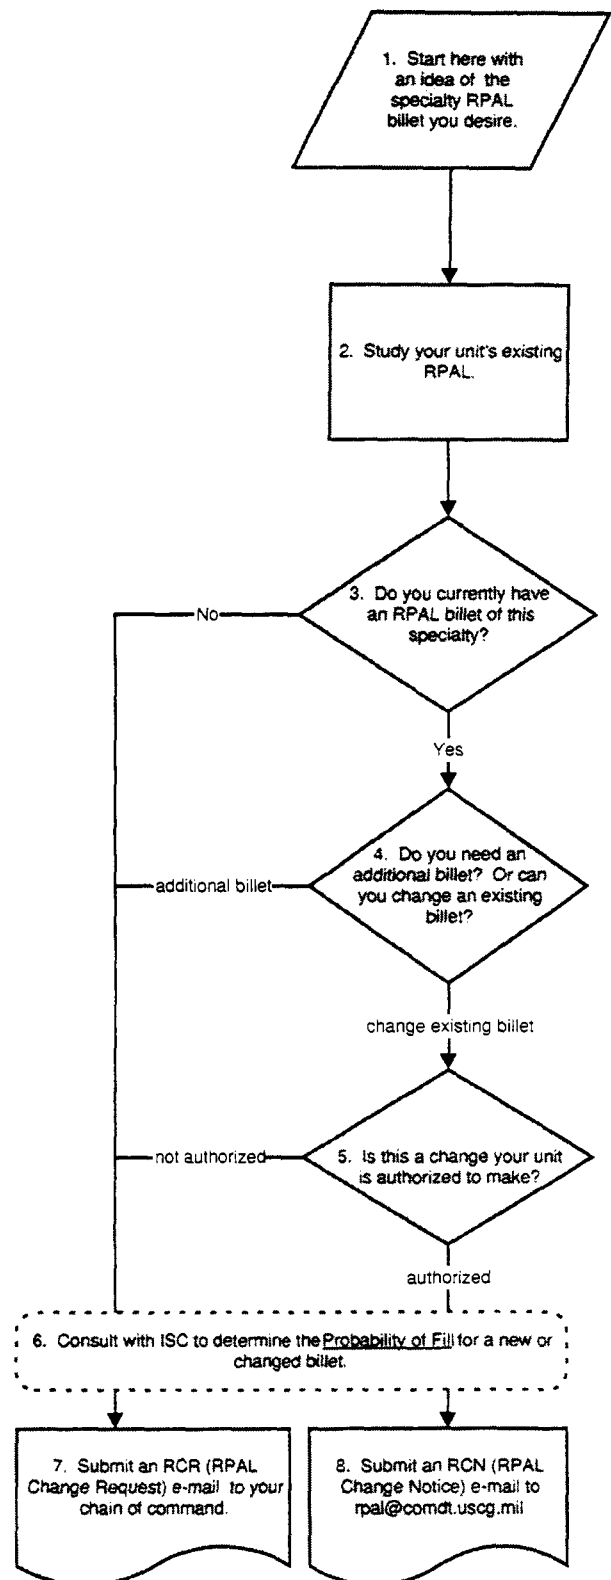 1. Start here with
an idea of the
specialty RPAL
billet you desire.
2. Study your unit's existing
RPAL.
3. Do you currently have
an RPAL billet of this
specialty?
No
Yes
4. Do you need an
additional billet? Or can
you change an existing
billet?
additional billet
change existing billet
5. Is this a change your unit
is authorized to make?
not authorized
authorized
6. Consult with ISC to determine the Probability of Fill for a new or
changed billet.
7. Submit an RCR (RPAL
Change Request) e-mail to your
chain of command.
8. Submit an RCN (RPAL
Change Notice) e-mail to
rpal@comdt.uscg.mil